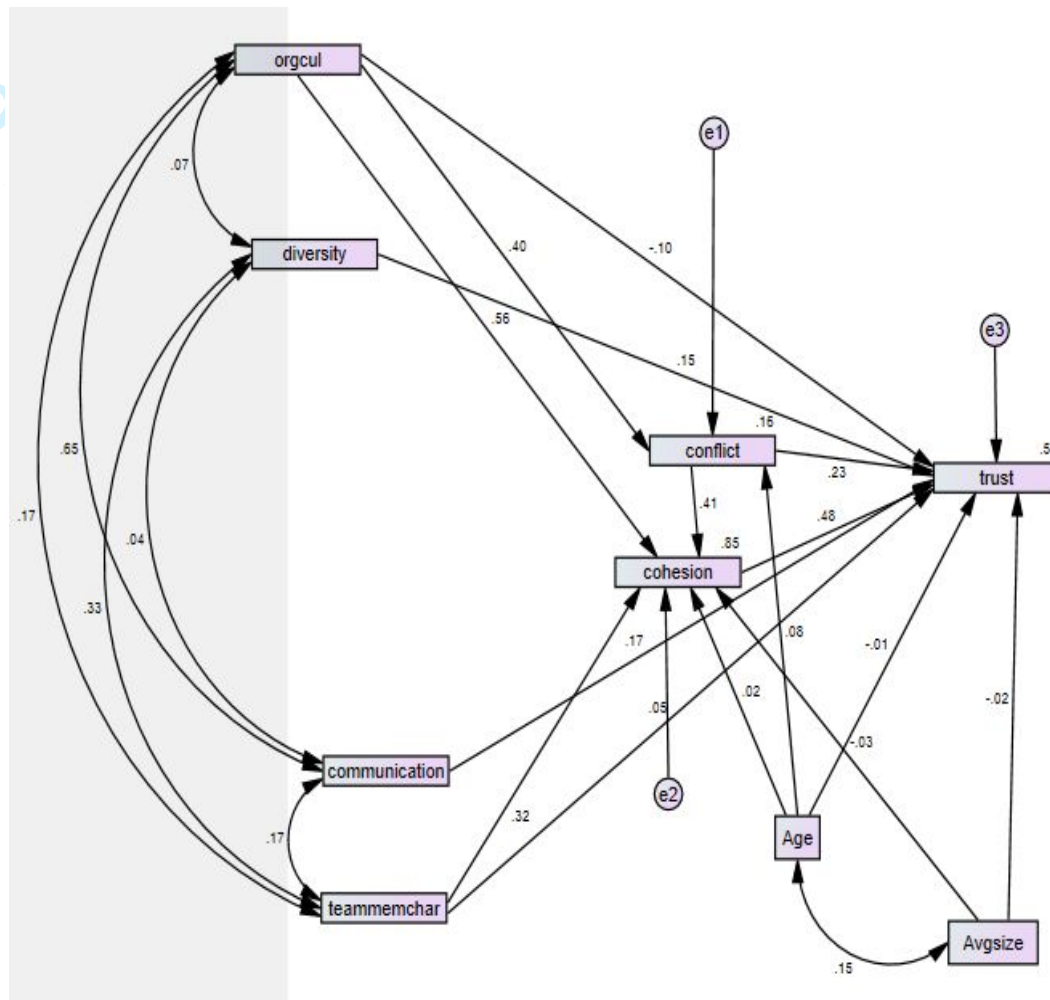 orgcul
e1
.07
.40
-.10
diversity
.56
e3
.15
.16
conflict
.23
.5
trust
.65
.41
.48
.17
.04
.85
cohesion
.33
.17
.08
-.01
.02
.05
-.02
-.03
communication
e2
.17
.32
Age
teammemchar
Avgsize
.15